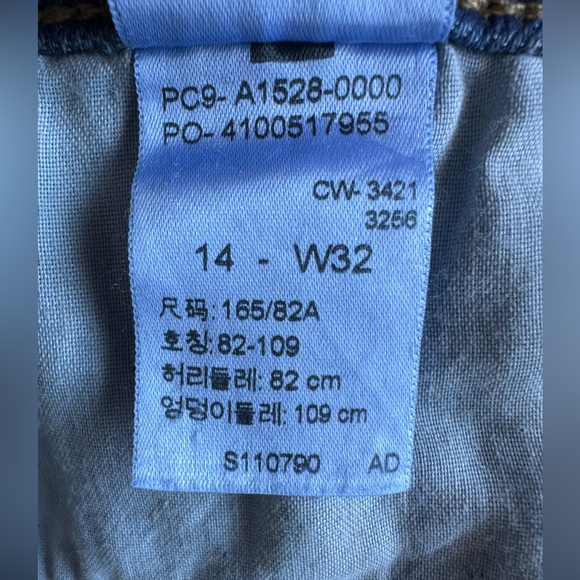 PC9- A1528-0000
PO- 4100517955
CW- 3421
3256
14 - W32
尺码: 165/82A
호칭: 82-109
허리둘레: 82 cm
엉덩이둘레: 109 cm
S110790 AD